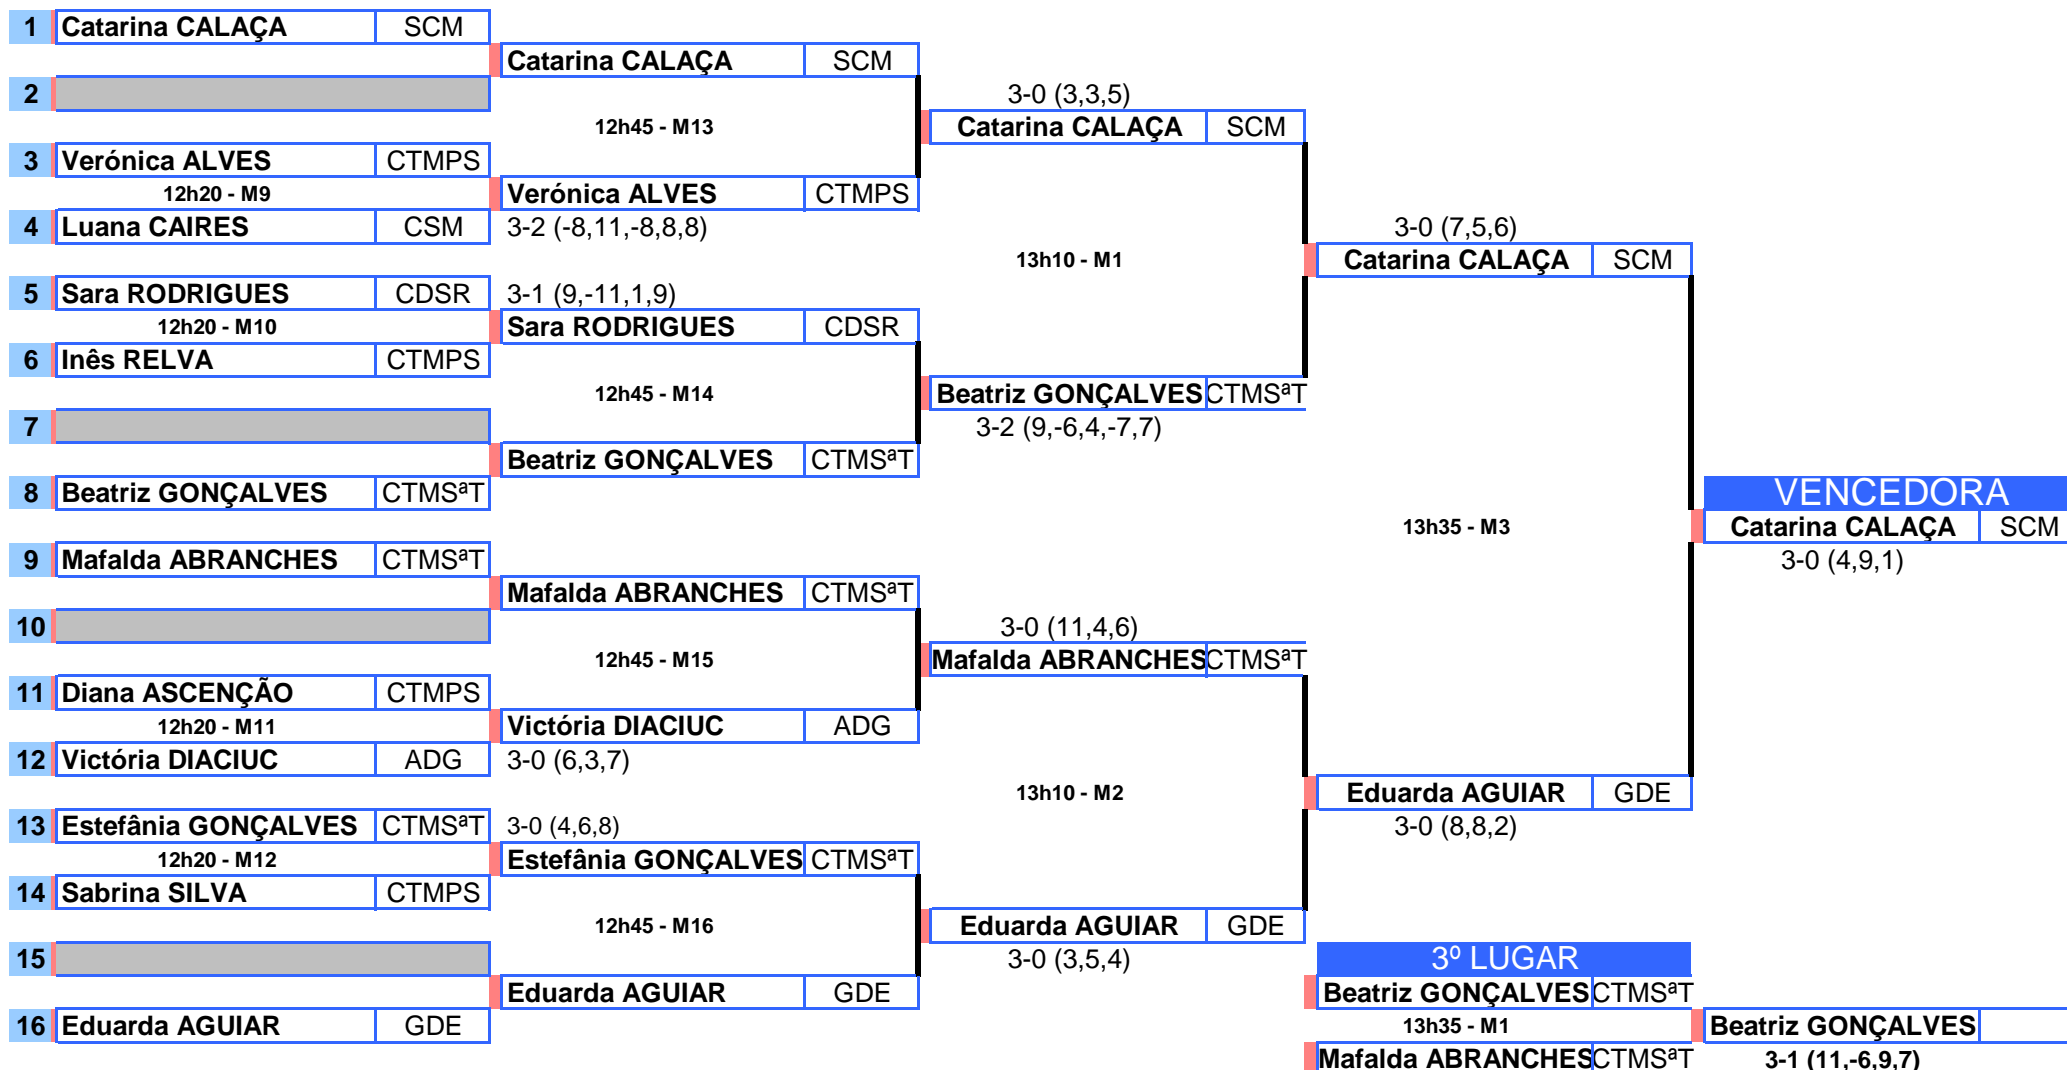 1 Catarina CALAÇA SCM
Catarina CALAÇA SCM
2 3-0 (3,3,5)
12h45 - M13 Catarina CALAÇA SCM
3 Verónica ALVES CTMPS
12h20 - M9 Verónica ALVES CTMPS
4 Luana CAIRES CSM 3-2 (-8,11,-8,8,8) 3-0 (7,5,6)
13h10 - M1 Catarina CALAÇA SCM
5 Sara RODRIGUES CDSR 3-1 (9,-11,1,9)
12h20 - M10 Sara RODRIGUES CDSR
6 Inês RELVA CTMPS
12h45 - M14 Beatriz GONÇALVES CTMSªT
7 3-2 (9,-6,4,-7,7)
Beatriz GONÇALVES CTMSªT
8 Beatriz GONÇALVES CTMSªT VENCEDORA
13h35 - M3 Catarina CALAÇA SCM
9 Mafalda ABRANCHES CTMSªT 3-0 (4,9,1)
Mafalda ABRANCHES CTMSªT
10 3-0 (11,4,6)
12h45 - M15 Mafalda ABRANCHES CTMSªT
11 Diana ASCENÇÃO CTMPS
12h20 - M11 Victória DIACIUC ADG
12 Victória DIACIUC ADG 3-0 (6,3,7)
13h10 - M2 Eduarda AGUIAR GDE
13 Estefânia GONÇALVES CTMSªT 3-0 (4,6,8) 3-0 (8,8,2)
12h20 - M12 Estefânia GONÇALVES CTMSªT
14 Sabrina SILVA CTMPS
12h45 - M16 Eduarda AGUIAR GDE
15 3-0 (3,5,4) 3º LUGAR
Eduarda AGUIAR GDE Beatriz GONÇALVES CTMSªT
16 Eduarda AGUIAR GDE 13h35 - M1 Beatriz GONÇALVES
Mafalda ABRANCHES CTMSªT 3-1 (11,-6,9,7)